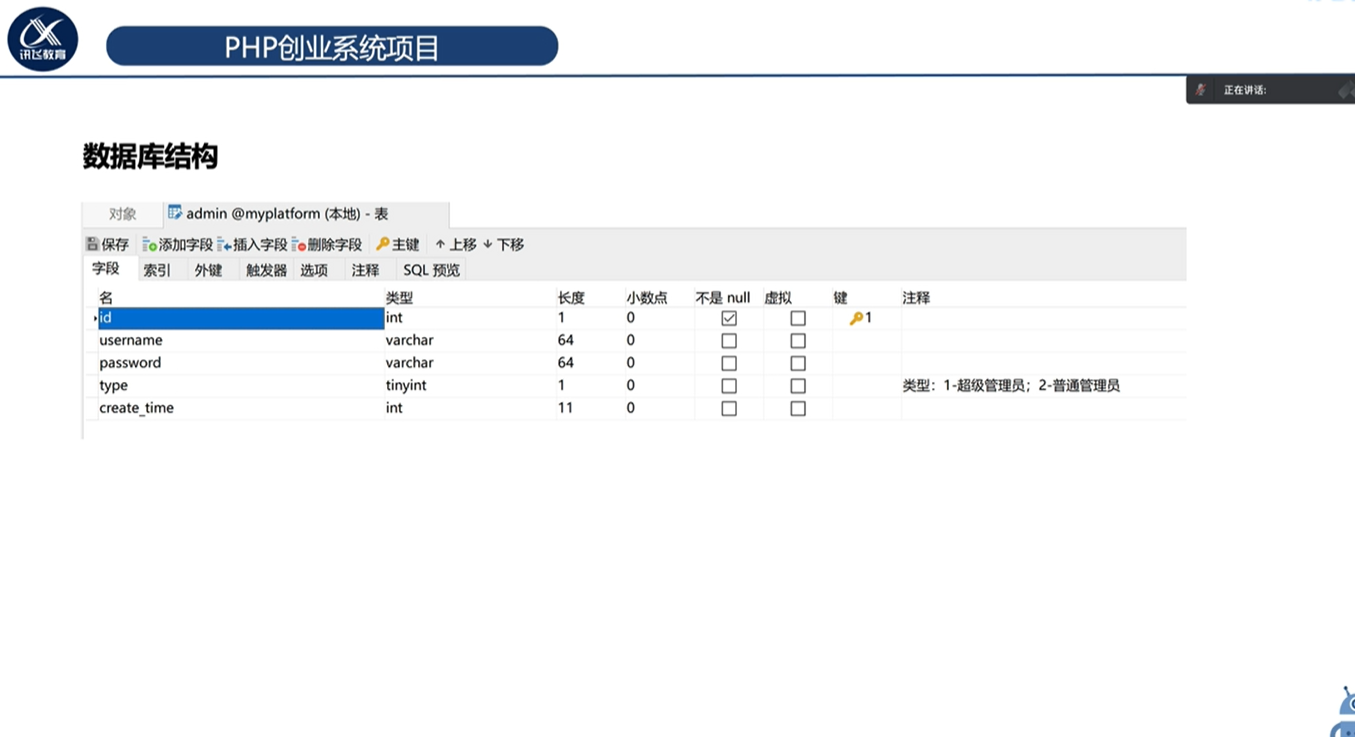 讯飞教育
PHP创业系统项目
正在讲话:
数据库结构
对象 admin @myplatform (本地) - 表
保存 添加字段 插入字段 删除字段 主键 上移 下移
字段 索引 外键 触发器 选项 注释 SQL 预览
名 类型 长度 小数点 不是 null 虚拟 键 注释
id int 1 0 1
username varchar 64 0
password varchar 64 0
type tinyint 1 0 类型：1-超级管理员；2-普通管理员
create_time int 11 0